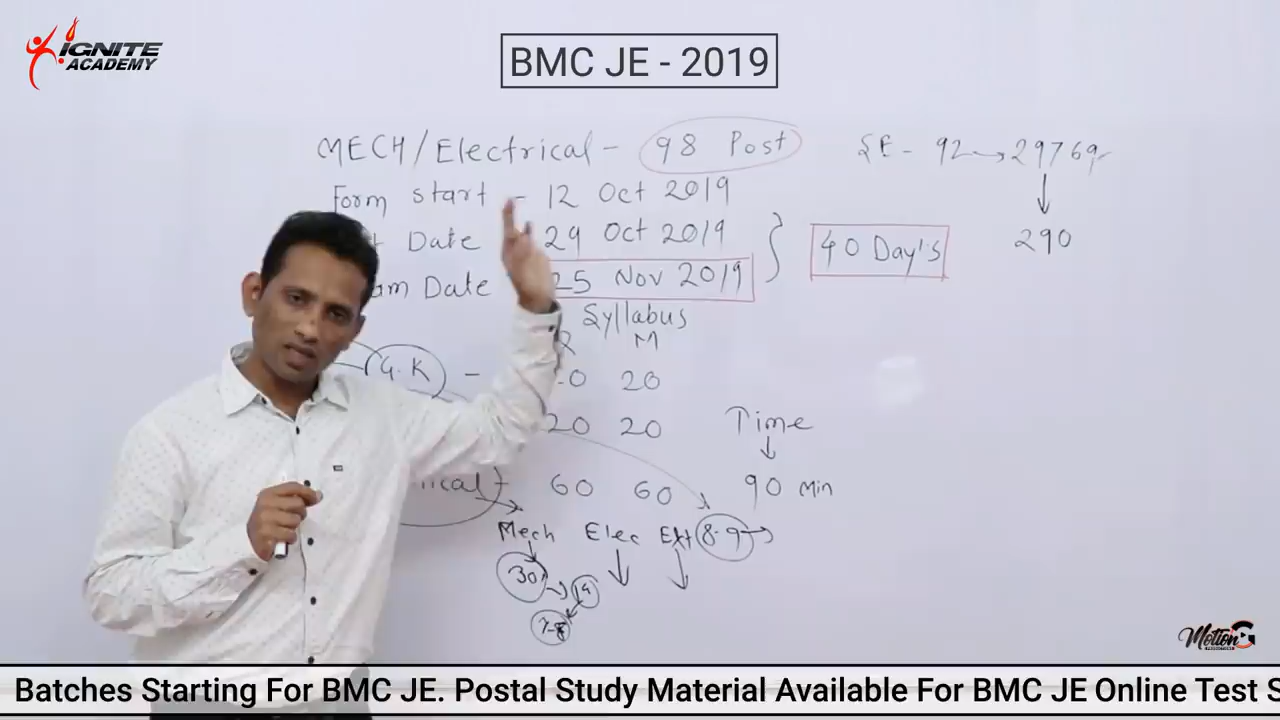 IGNITE
ACADEMY
BMC JE - 2019
MECH/Electrical - 98 Post
SE - 92 → 29769
290
Form start - 12 Oct 2019
Date 29 Oct 2019
Date 25 Nov 2019
40 Day's
Syllabus
M
G.K - 20
20 20
Time
60 60
90 Min
Mech Elec Ext 8-9
30
Motion
Batches Starting For BMC JE. Postal Study Material Available For BMC JE Online Test S